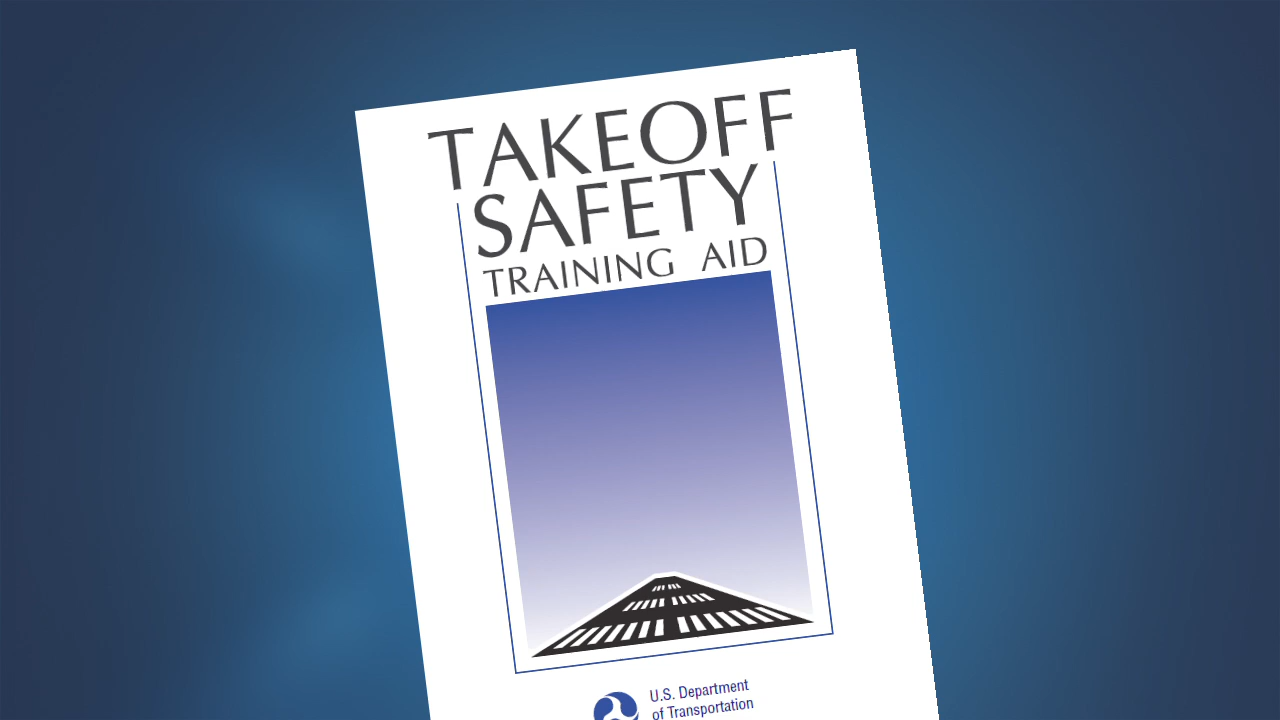 TAKEOFF
SAFETY
TRAINING AID
U.S. Department
of Transportation